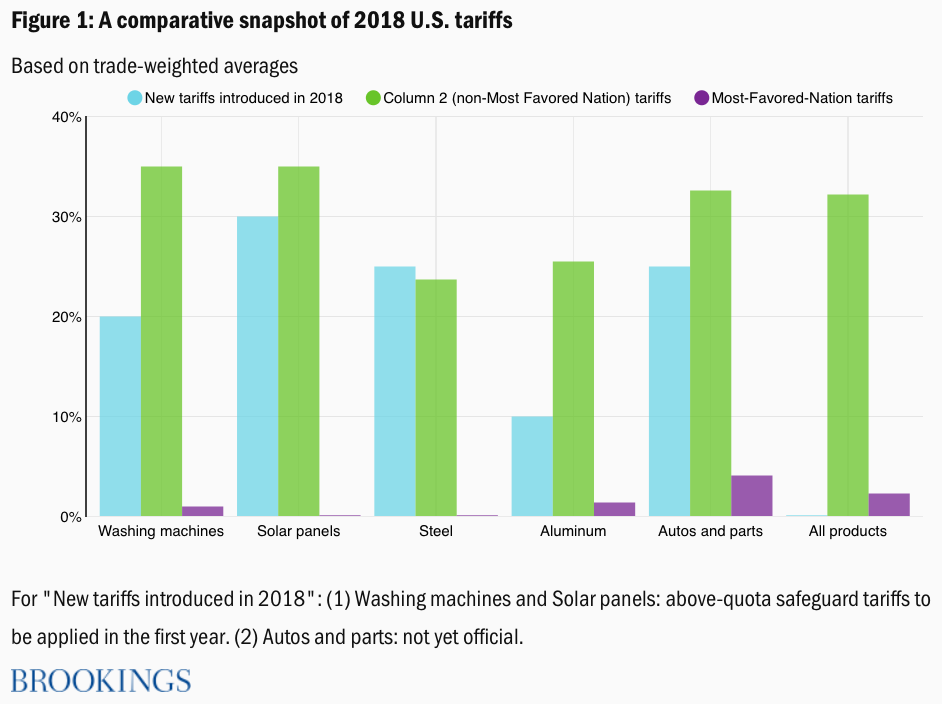 Figure 1: A comparative snapshot of 2018 U.S. tariffs
Based on trade-weighted averages
New tariffs introduced in 2018 Column 2 (non-Most Favored Nation) tariffs Most-Favored-Nation tariffs
40%
30%
20%
10%
0%
Washing machines Solar panels Steel Aluminum Autos and parts All products
For "New tariffs introduced in 2018": (1) Washing machines and Solar panels: above-quota safeguard tariffs to
be applied in the first year. (2) Autos and parts: not yet official.
BROOKINGS